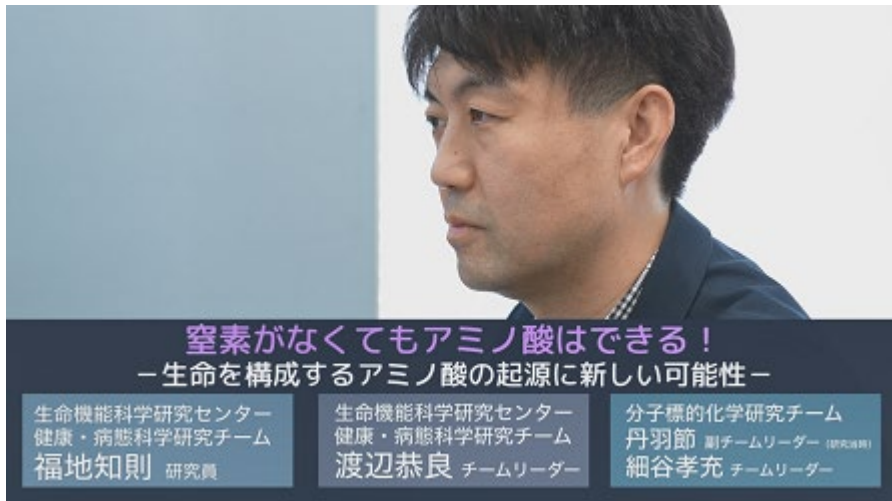 窒素がなくてもアミノ酸はできる！
－生命を構成するアミノ酸の起源に新しい可能性－
生命機能科学研究センター
健康・病態科学研究チーム
福地知則 研究員
生命機能科学研究センター
健康・病態科学研究チーム
渡辺恭良 チームリーダー
分子標的化学研究チーム
丹羽節 副チームリーダー (研究当時)
細谷孝充 チームリーダー